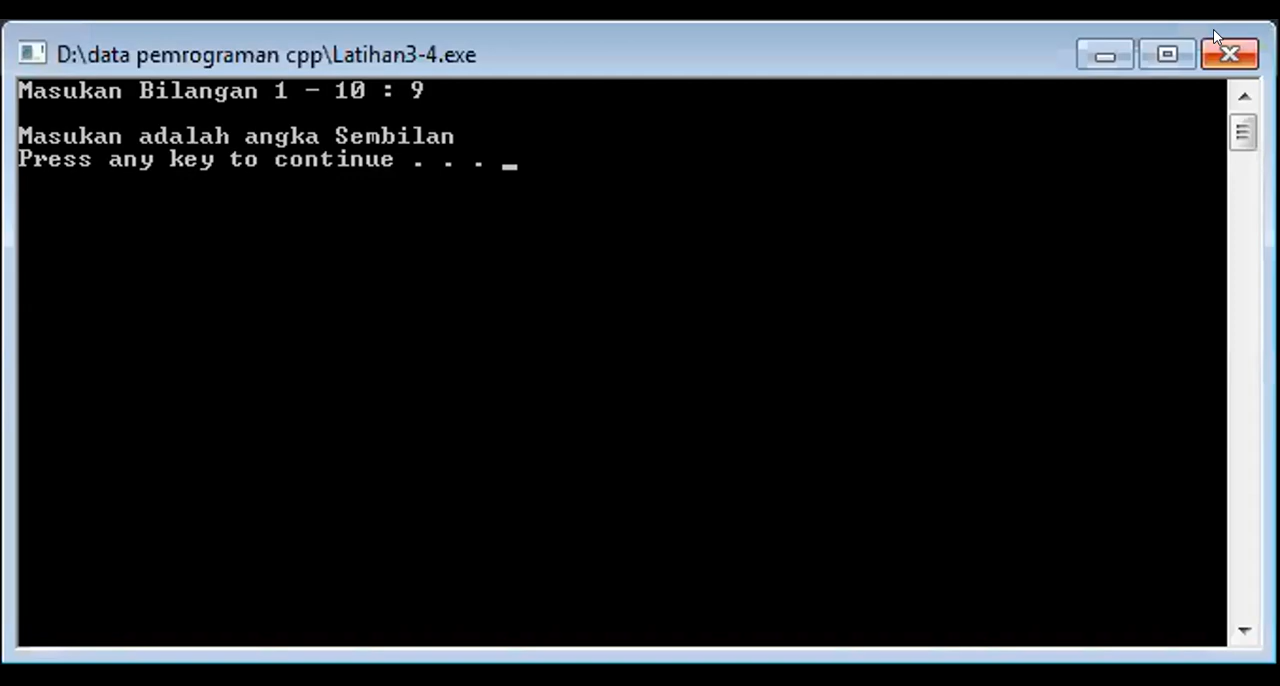 D:\data pemrograman cpp\Latihan3-4.exe
Masukan Bilangan 1 - 10 : 9
Masukan adalah angka Sembilan
Press any key to continue . . . _